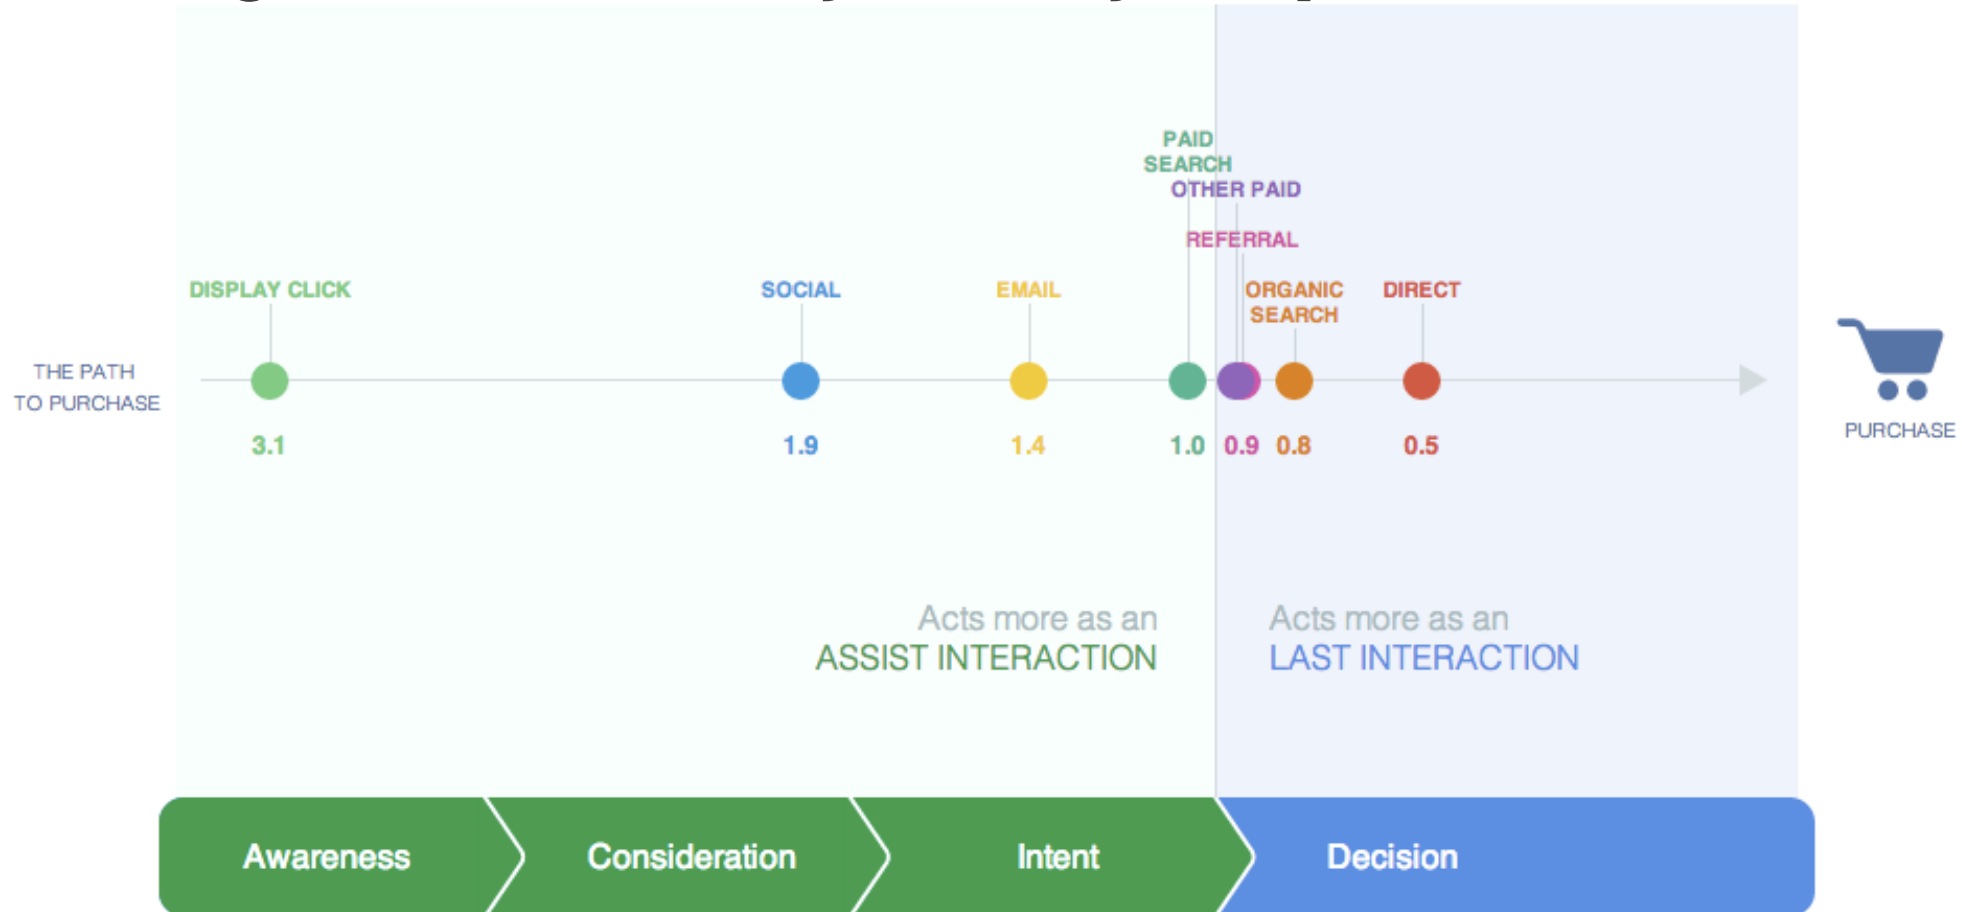 PAID
SEARCH
OTHER PAID
REFERRAL
DISPLAY CLICK
SOCIAL
EMAIL
ORGANIC
SEARCH
DIRECT
THE PATH
TO PURCHASE
PURCHASE
3.1
1.9
1.4
1.0
0.9
0.8
0.5
Acts more as an
ASSIST INTERACTION
Acts more as an
LAST INTERACTION
Awareness
Consideration
Intent
Decision